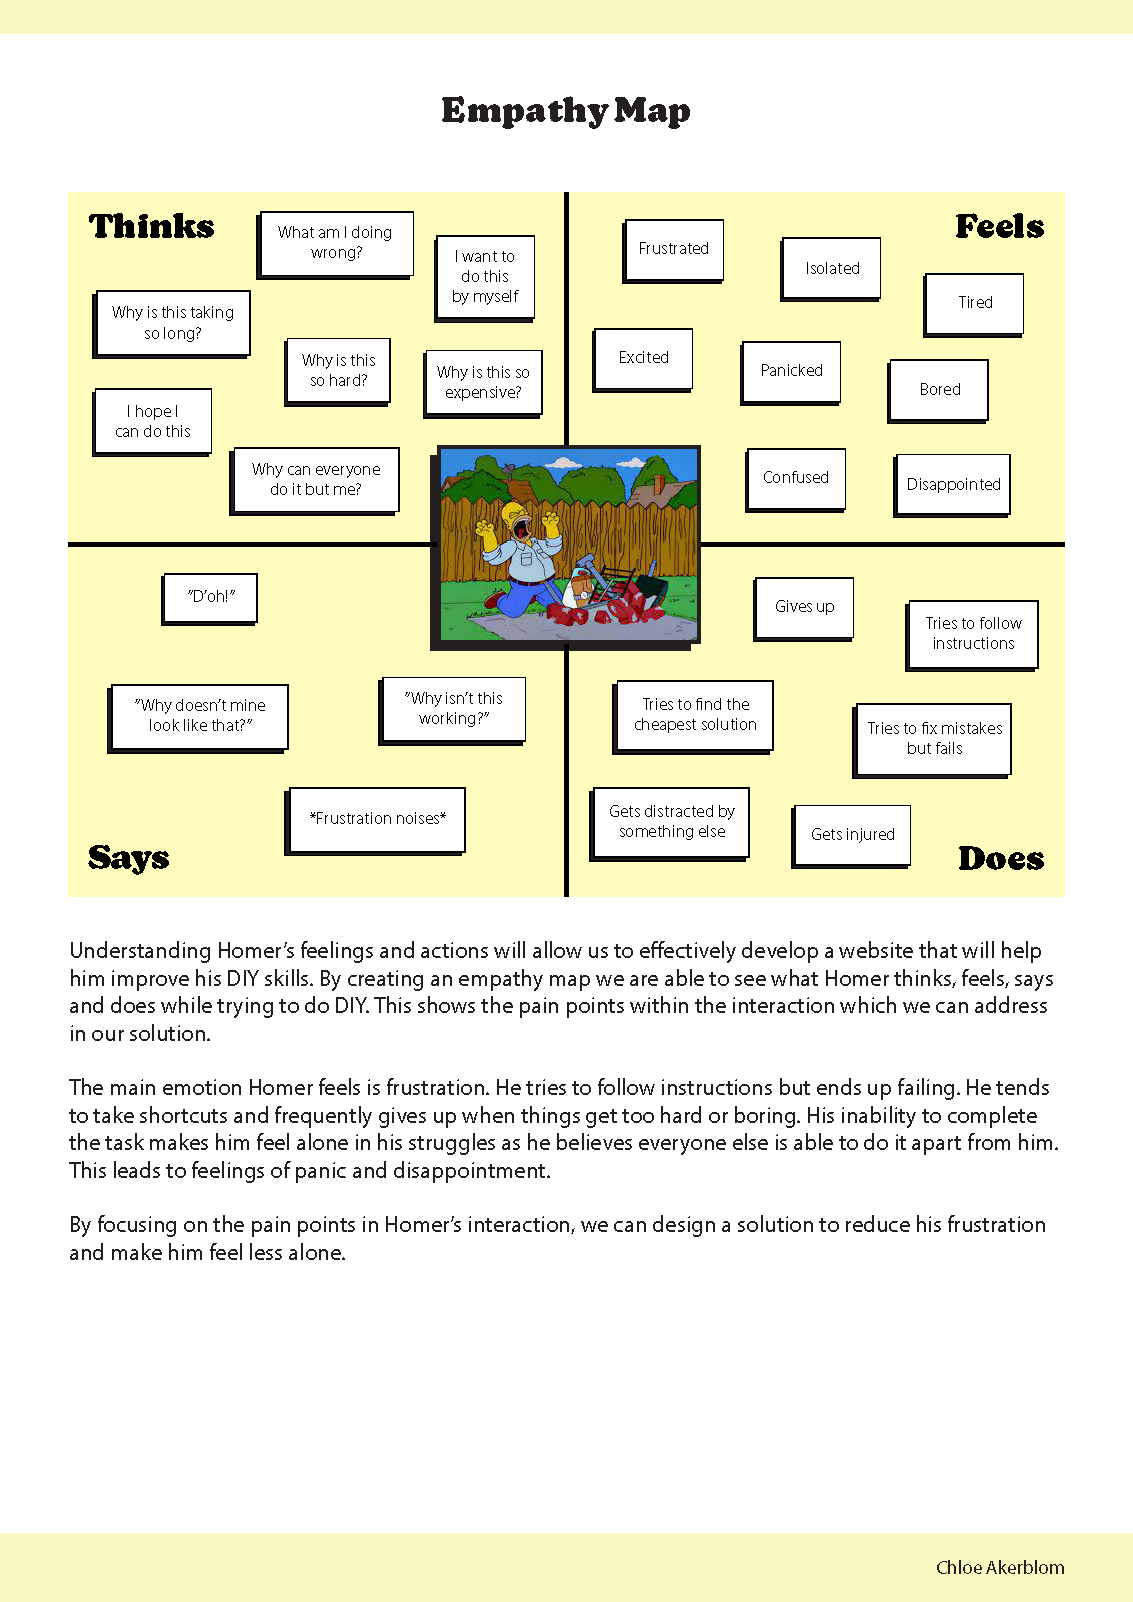 Empathy Map
Thinks
What am I doing
wrong?
I want to
do this
by myself
Why is this taking
so long?
Why is this
so hard?
Why is this so
expensive?
I hope I
can do this
Why can everyone
do it but me?
Feels
Frustrated
Isolated
Tired
Excited
Panicked
Bored
Confused
Disappointed
"D'oh!"
"Why doesn't mine
look like that?"
"Why isn't this
working?"
*Frustration noises*
Says
Gives up
Tries to follow
instructions
Tries to find the
cheapest solution
Tries to fix mistakes
but fails
Gets distracted by
something else
Gets injured
Does
Understanding Homer's feelings and actions will allow us to effectively develop a website that will help
him improve his DIY skills. By creating an empathy map we are able to see what Homer thinks, feels, says
and does while trying to do DIY. This shows the pain points within the interaction which we can address
in our solution.
The main emotion Homer feels is frustration. He tries to follow instructions but ends up failing. He tends
to take shortcuts and frequently gives up when things get too hard or boring. His inability to complete
the task makes him feel alone in his struggles as he believes everyone else is able to do it apart from him.
This leads to feelings of panic and disappointment.
By focusing on the pain points in Homer's interaction, we can design a solution to reduce his frustration
and make him feel less alone.
Chloe Akerblom